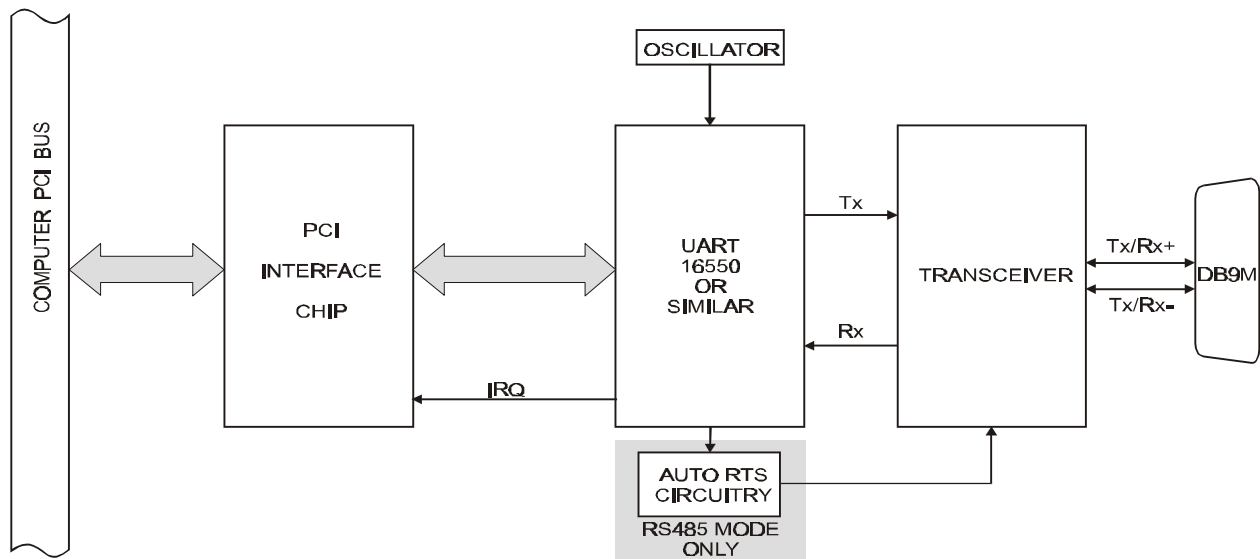 COMPUTER PCI BUS
PCI
INTERFACE
CHIP
IRQ
OSCILLATOR
UART
16550
OR
SIMILAR
AUTO RTS
CIRCUITRY
RS485 MODE
ONLY
Tx
Rx
TRANSCEIVER
Tx/Rx+
Tx/Rx-
DB9M